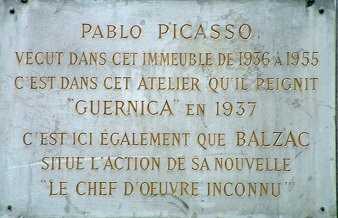 PABLO PICASSO
VÉCUT DANS CET IMMEUBLE DE 1936 À 1955
C'EST DANS CET ATELIER QU'IL PEIGNIT
"GUERNICA" EN 1937
C'EST ICI ÉGALEMENT QUE BALZAC
SITUE L'ACTION DE SA NOUVELLE
"LE CHEF D'OEUVRE INCONNU"